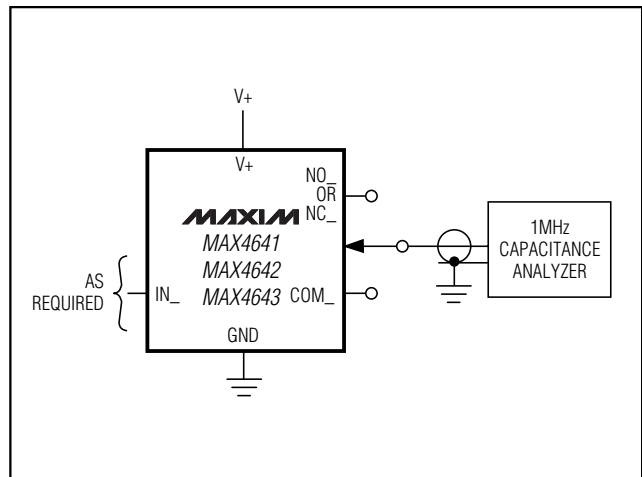 V+
V+
NO_
OR
NC_
MAXIM
MAX4641
MAX4642
MAX4643
COM_
AS
REQUIRED
IN_
GND
1MHz
CAPACITANCE
ANALYZER